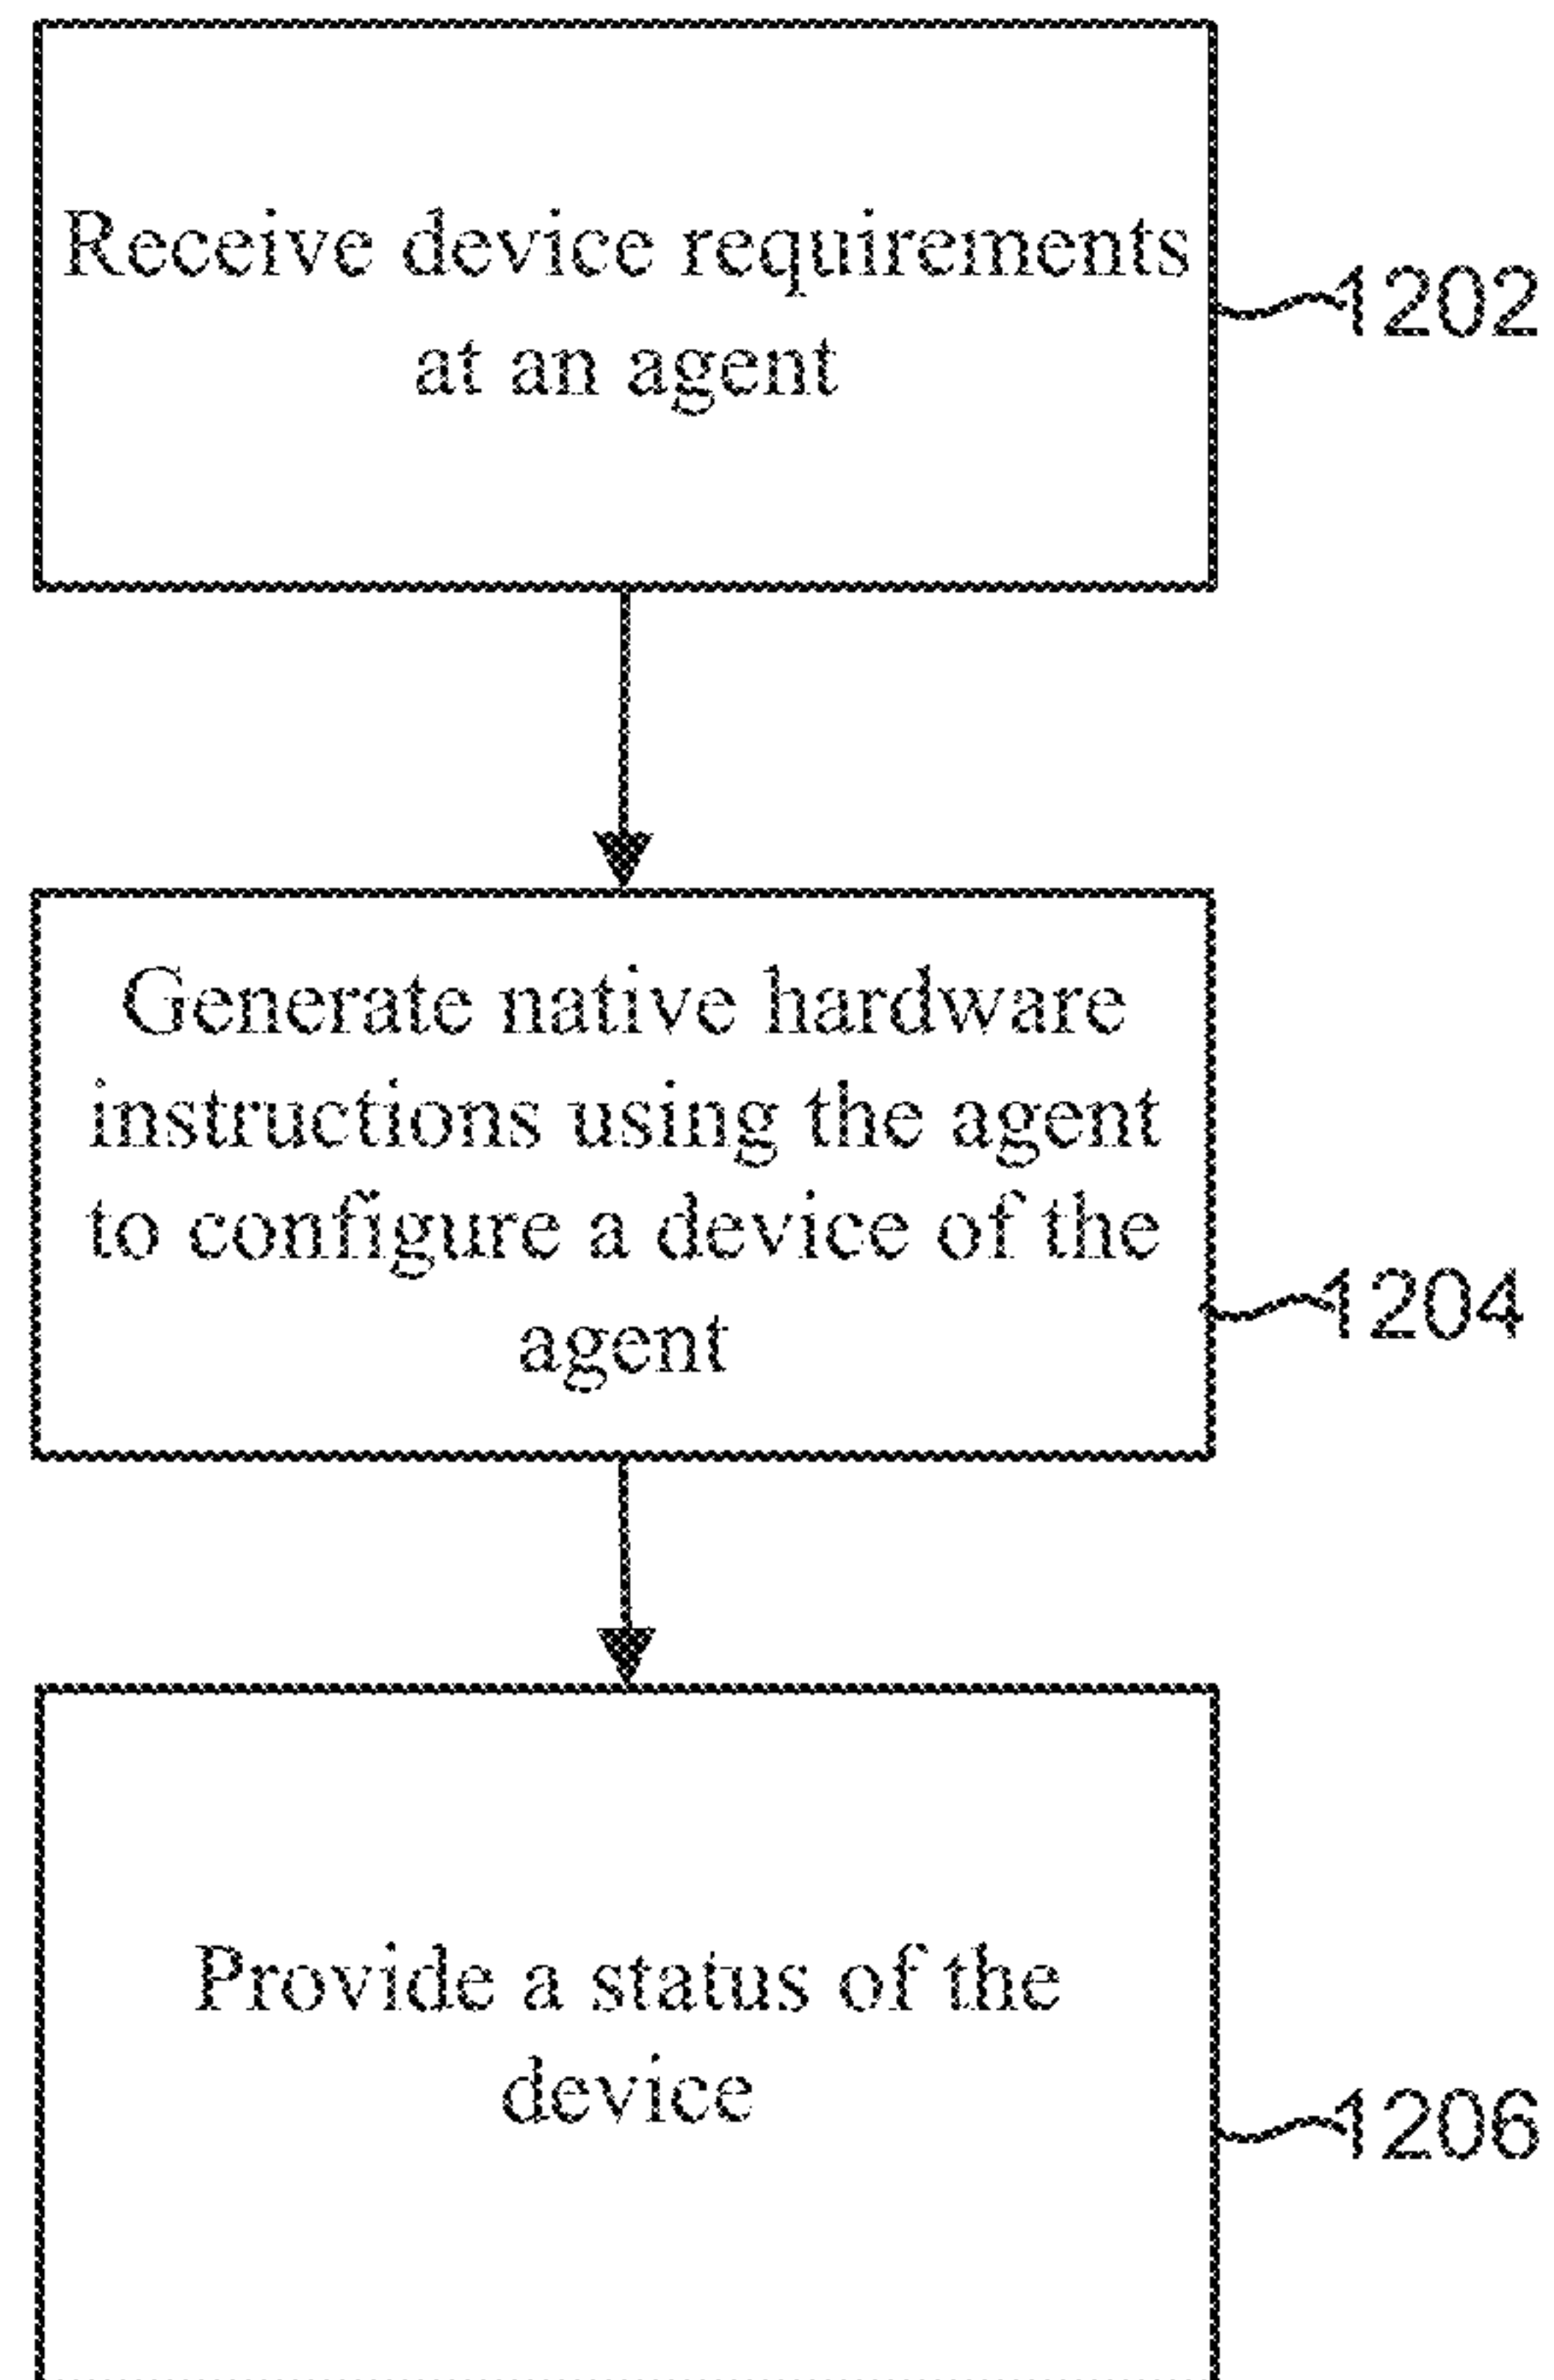 Receive device requirements
at an agent
1202
Generate native hardware
instructions using the agent
to configure a device of the
agent
1204
Provide a status of the
device
1206